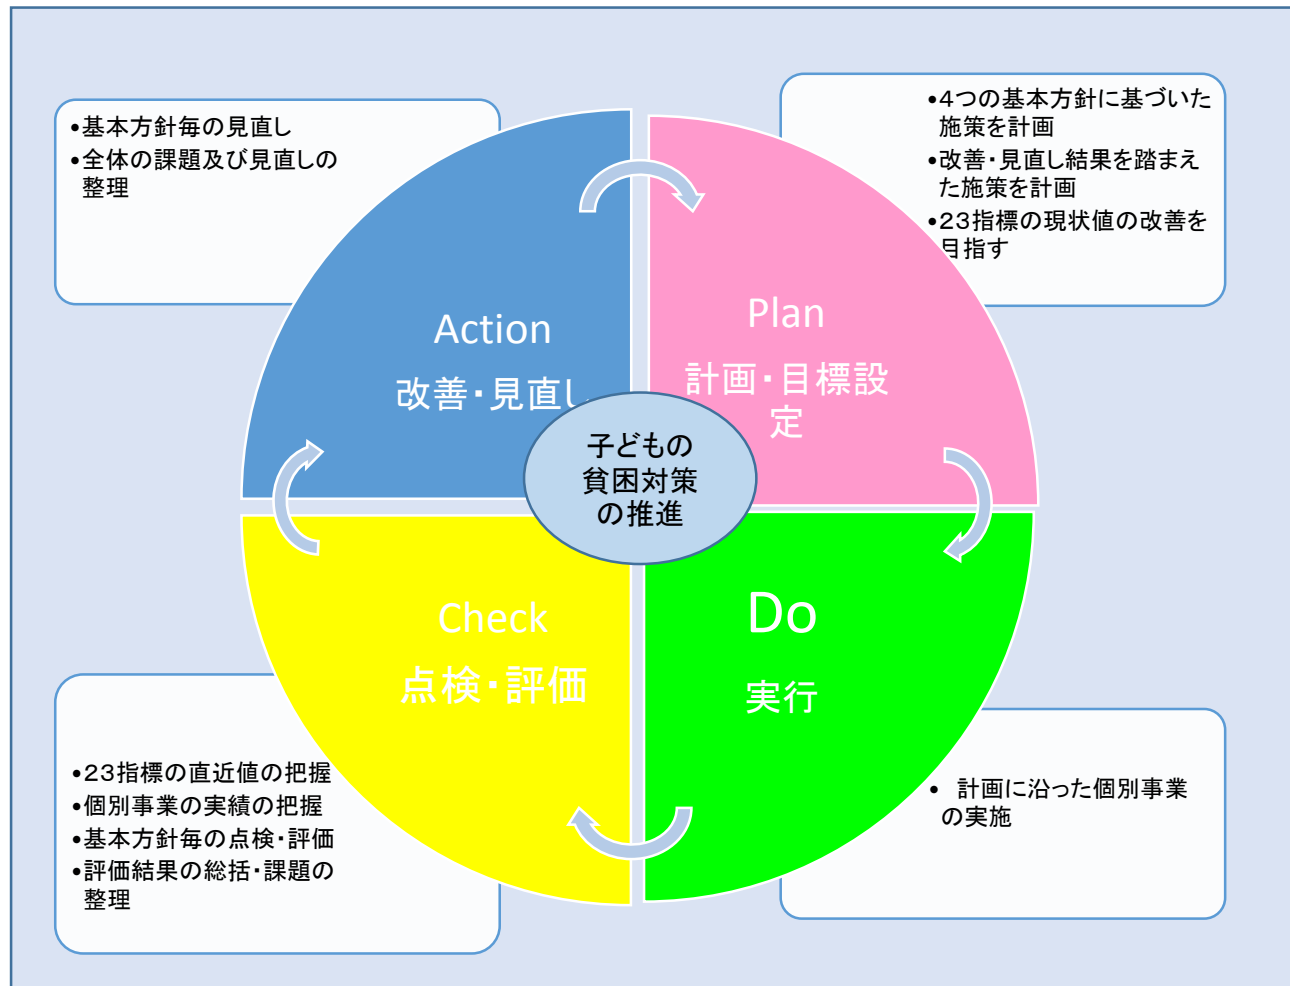 •基本方針毎の見直し
•全体の課題及び見直しの
整理
•4つの基本方針に基づいた
施策を計画
•改善・見直し結果を踏まえ
た施策を計画
•23指標の現状値の改善を
目指す
Action
改善・見直し
Plan
計画・目標設
定
子どもの
貧困対策
の推進
Check
点検・評価
Do
実行
•23指標の直近値の把握
•個別事業の実績の把握
•基本方針毎の点検・評価
•評価結果の総括・課題の
整理
• 計画に沿った個別事業
の実施